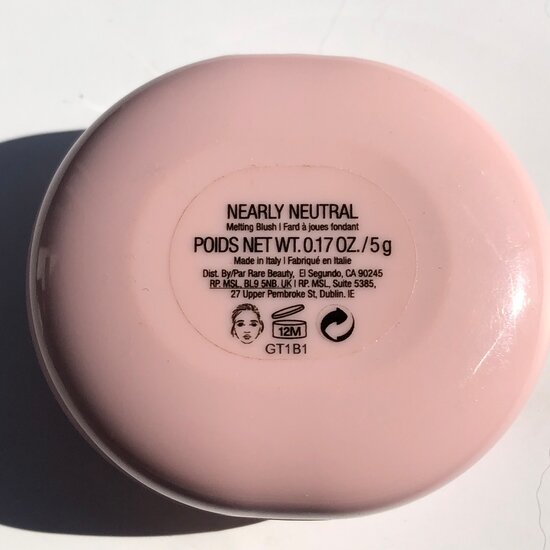 NEARLY NEUTRAL
Melting Blush | Fard à joues fondant
POIDS NET WT. 0.17 OZ. / 5 g
Made in Italy | Fabriqué en Italie
Dist. By/Par Rare Beauty, El Segundo, CA 90245
RP. MSL, BL9 5NB. UK | RP. MSL, Suite 5385,
27 Upper Pembroke St, Dublin. IE
12M
GT1B1